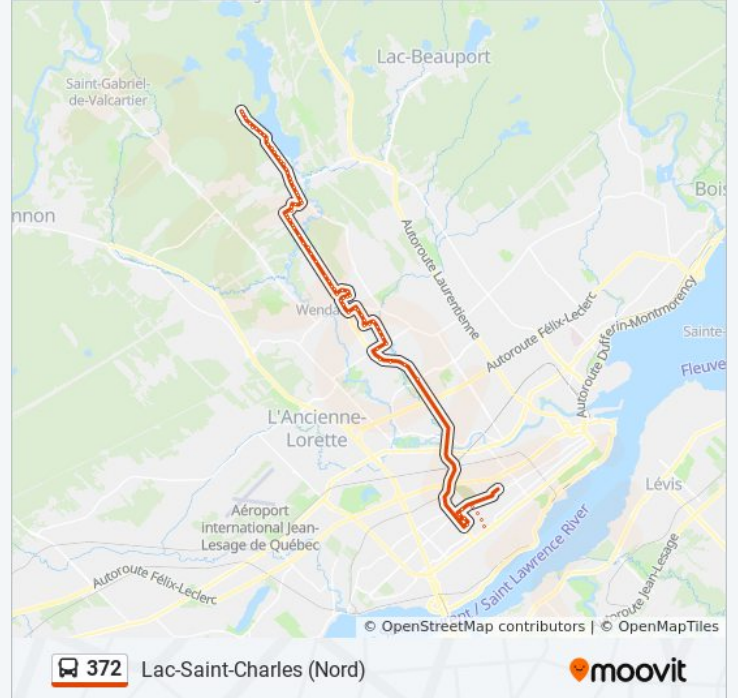 Lac-Beauport
Saint-Gabriel-
de-Valcartier
Bois
nnon
Autoroute Laurentienne
Autoroute Félix-Leclerc
Autoroute Dufferin-Montmorency
Wenda
Sainte-
Fleuve
L'Ancienne-
Lorette
Lévis
Aéroport
international Jean-
Lesage de Québec
Autoroute Félix-Leclerc
nt / Saint Lawrence River
oroute Jean-Lesage
© OpenStreetMap contributors | © OpenMapTiles
372 Lac-Saint-Charles (Nord)
moovit